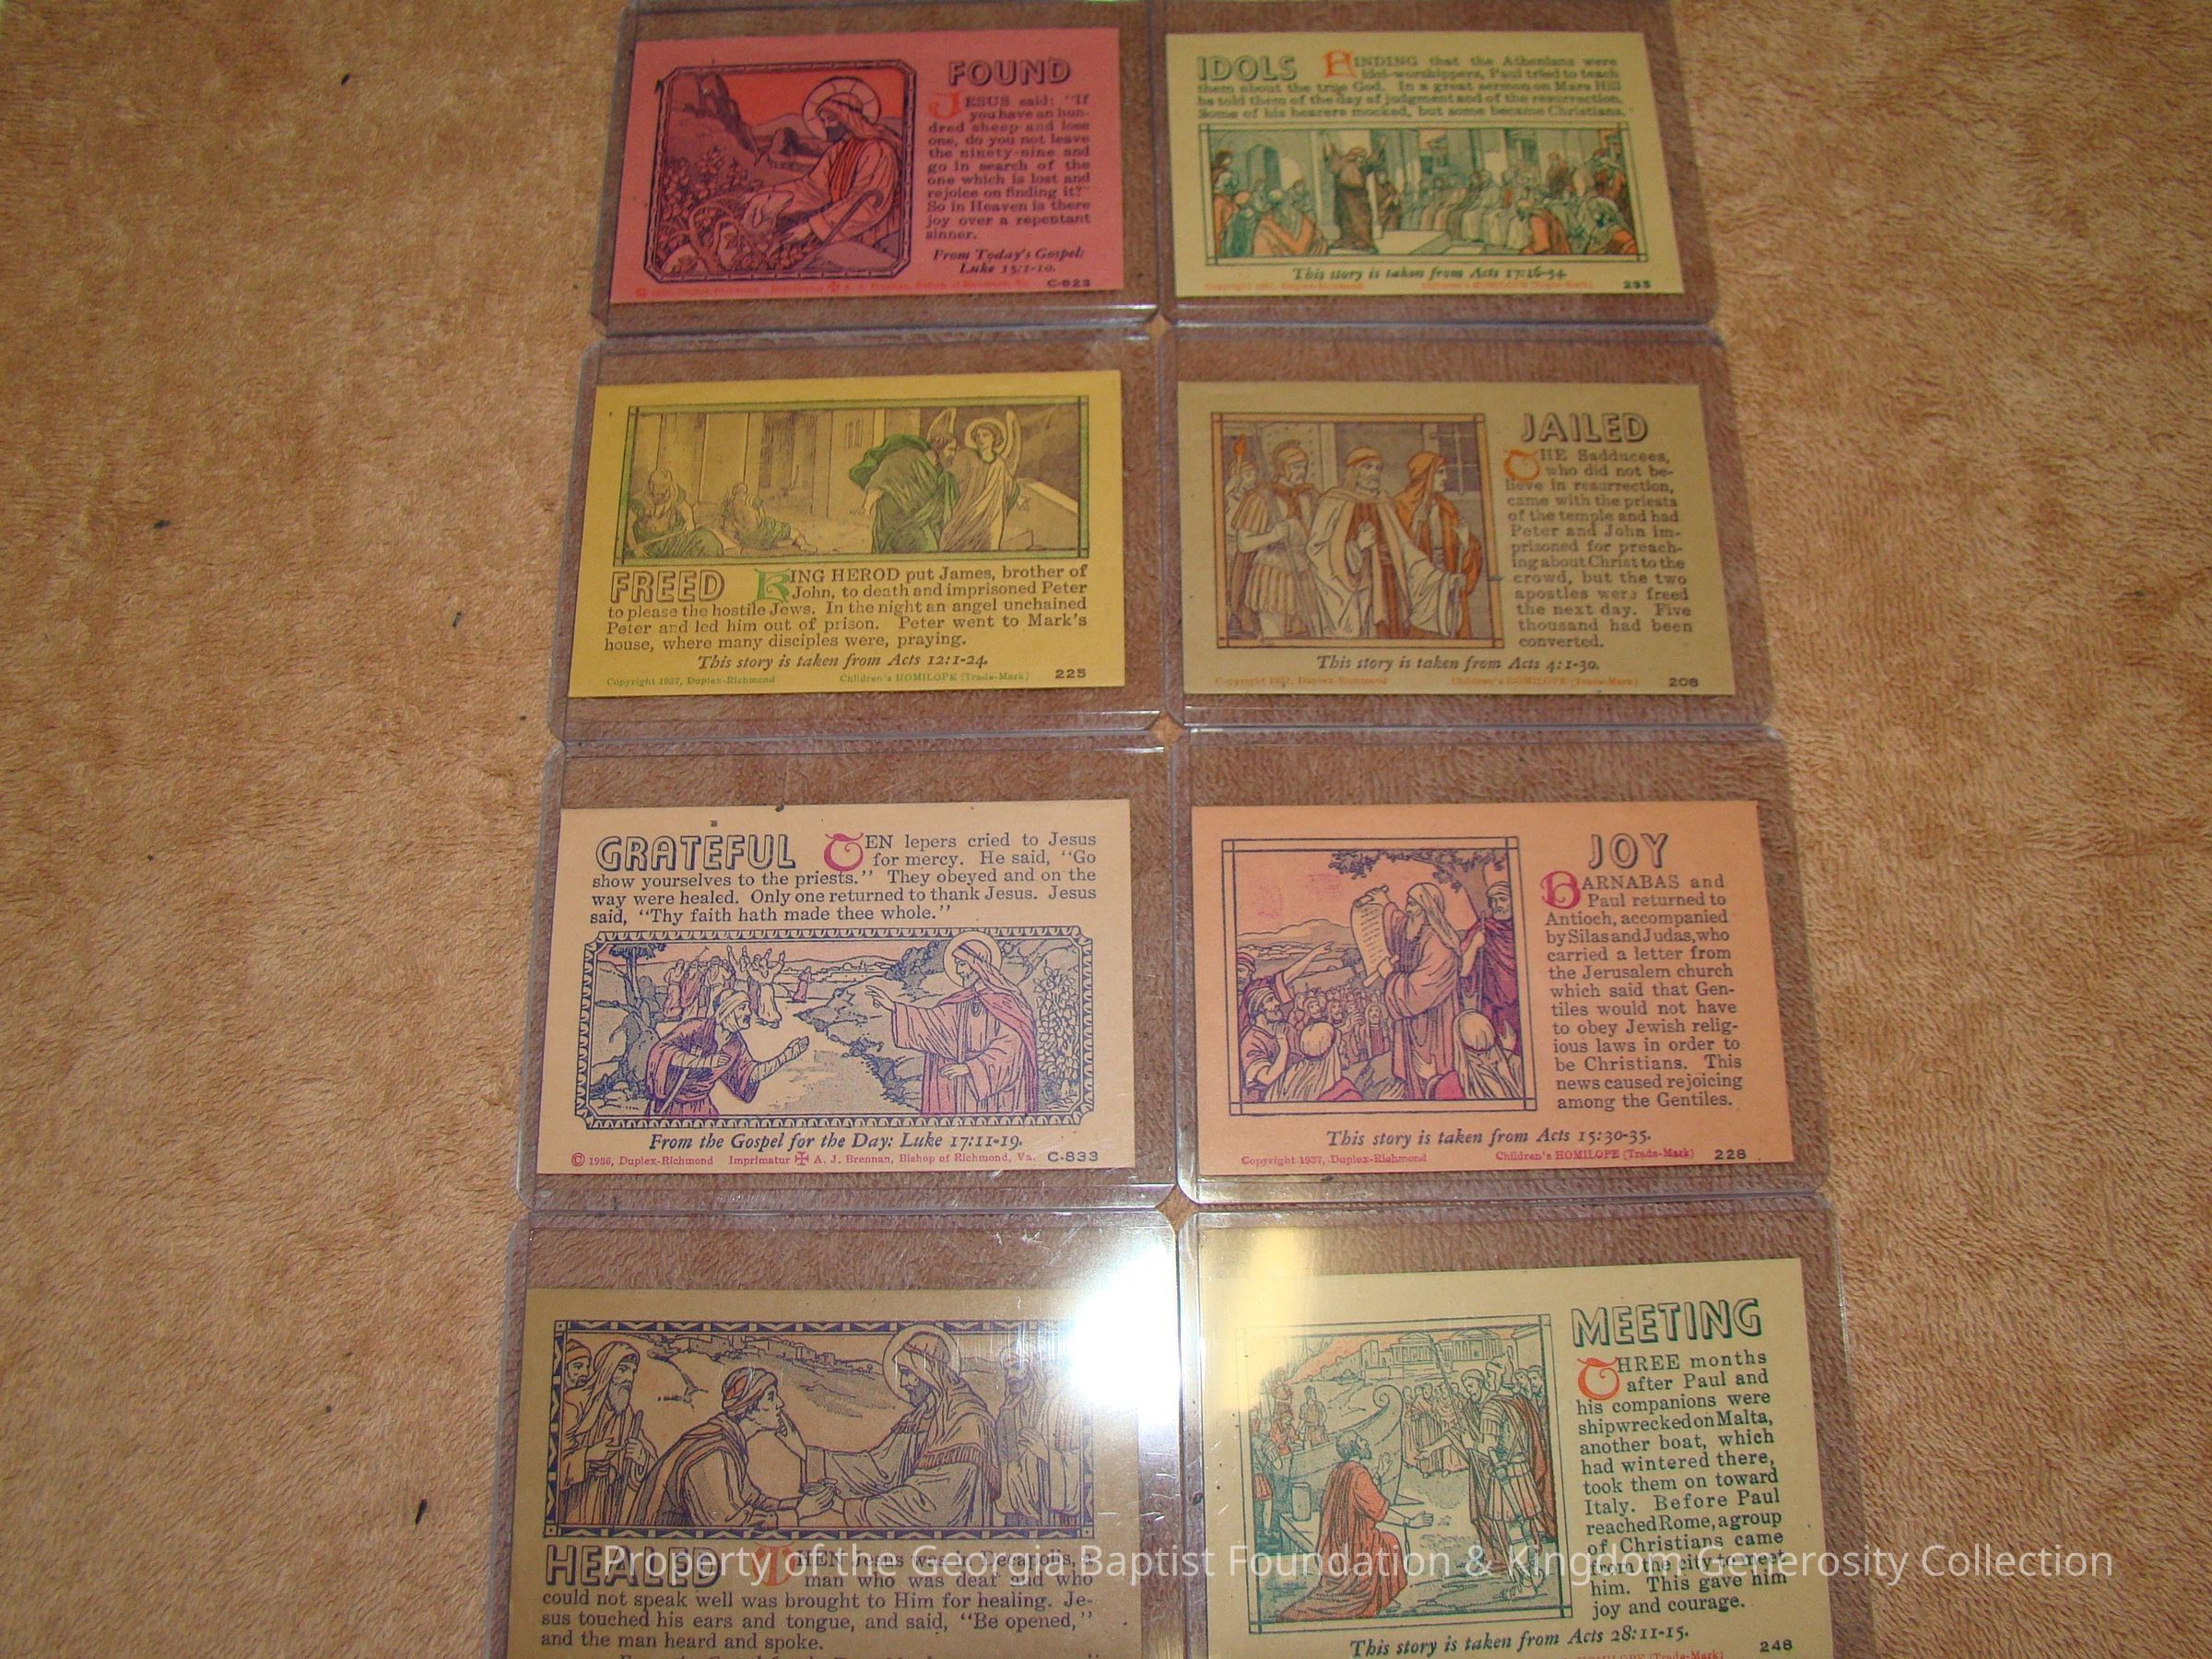 FOUND
JESUS said: "If
you have an hun-
dred sheep and lose
one, do you not leave
the ninety-nine and
go in search of the
one which is lost and
rejoice on finding it?"
So in Heaven is there
joy over a repentant
sinner.
From Today's Gospel:
Luke 15:1-10.
C-823
IDOLS FINDING that the Athenians were
idol-worshippers, Paul tried to teach
them about the true God. In a great sermon on Mars Hill
he told them of the day of judgment and of the resurrection.
Some of his hearers mocked, but some became Christians.
This story is taken from Acts 17:16-34.
FREED KING HEROD put James, brother of
John, to death and imprisoned Peter
to please the hostile Jews. In the night an angel unchained
Peter and led him out of prison. Peter went to Mark's
house, where many disciples were, praying.
This story is taken from Acts 12:1-24.
Copyright 1937, Duplex-Richmond Children's HOMILOPE [Trade-Mark] 225
JAILED
THE Sadducees,
who did not be-
lieve in resurrection,
came with the priests
of the temple and had
Peter and John im-
prisoned for preach-
ing about Christ to the
crowd, but the two
apostles were freed
the next day. Five
thousand had been
converted.
This story is taken from Acts 4:1-30.
Copyright 1937, Duplex-Richmond Children's HOMILOPE [Trade-Mark] 208
GRATEFUL TEN lepers cried to Jesus
for mercy. He said, "Go
show yourselves to the priests." They obeyed and on the
way were healed. Only one returned to thank Jesus. Jesus
said, "Thy faith hath made thee whole."
From the Gospel for the Day: Luke 17:11-19.
© 1936, Duplex-Richmond Imprimatur ✠ A. J. Brennan, Bishop of Richmond, Va. C-833
JOY
BARNABAS and
Paul returned to
Antioch, accompanied
by Silas and Judas, who
carried a letter from
the Jerusalem church
which said that Gen-
tiles would not have
to obey Jewish relig-
ious laws in order to
be Christians. This
news caused rejoicing
among the Gentiles.
This story is taken from Acts 15:30-35.
Copyright 1937, Duplex-Richmond Children's HOMILOPE [Trade-Mark] 228
HEALED WHEN Jesus was in Decapolis, a
man who was deaf and who
could not speak well was brought to Him for healing. Je-
sus touched his ears and tongue, and said, "Be opened,"
and the man heard and spoke.
MEETING
THREE months
after Paul and
his companions were
shipwrecked on Malta,
another boat, which
had wintered there,
took them on toward
Italy. Before Paul
reached Rome, a group
of Christians came
from the city to meet
him. This gave him
joy and courage.
This story is taken from Acts 28:11-15.
248
Property of the Georgia Baptist Foundation & Kingdom Generosity Collection